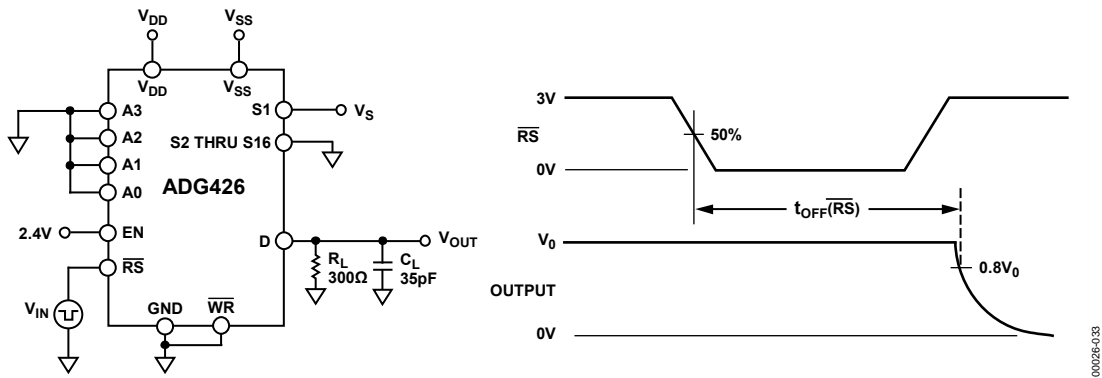 VDD
VSS
VDD
VSS
A3
A2
A1
A0
S1
VS
S2 THRU S16
ADG426
2.4V
EN
RS
D
VOUT
RL
300Ω
CL
35pF
VIN
GND
WR
3V
RS
0V
50%
tOFF(RS)
V0
OUTPUT
0.8V0
0V
00026-033